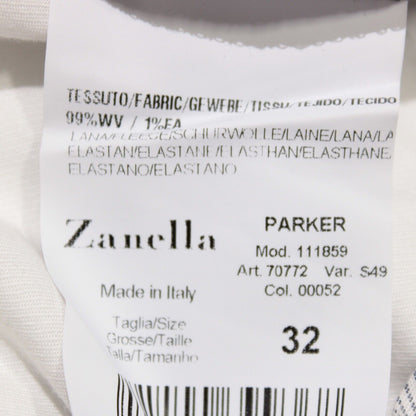 TESSUTO/FABRIC/GEWEBE/TISSU/TEJIDO/TECIDO
99%WV / 1%EA
LANA/FLEECE/SCHURWOLLE/LAINE/LANA/LA
ELASTAN/ELASTANE/ELASTHAN/ELASTHANE
ELASTANO/ELASTANO
Zanella
PARKER
Mod. 111859
Art. 70772 Var. S49
Col. 00052
Made in Italy
Taglia/Size
Grosse/Taille
Talla/Tamanho
32